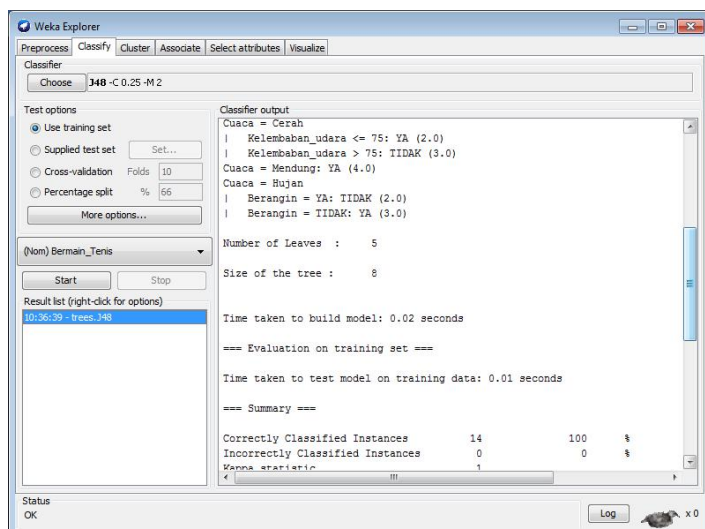 Weka Explorer
Preprocess Classify Cluster Associate Select attributes Visualize
Classifier
Choose J48 -C 0.25 -M 2
Test options
Use training set
Supplied test set Set...
Cross-validation Folds 10
Percentage split % 66
More options...
(Nom) Bermain_Tenis
Start Stop
Result list (right-click for options)
10:36:39 - trees.J48
Classifier output
Cuaca = Cerah
| Kelembaban_udara <= 75: YA (2.0)
| Kelembaban_udara > 75: TIDAK (3.0)
Cuaca = Mendung: YA (4.0)
Cuaca = Hujan
| Berangin = YA: TIDAK (2.0)
| Berangin = TIDAK: YA (3.0)
Number of Leaves : 5
Size of the tree : 8
Time taken to build model: 0.02 seconds
=== Evaluation on training set ===
Time taken to test model on training data: 0.01 seconds
=== Summary ===
Correctly Classified Instances 14 100 %
Incorrectly Classified Instances 0 0 %
Kappa statistic 1
Status
OK
Log x 0